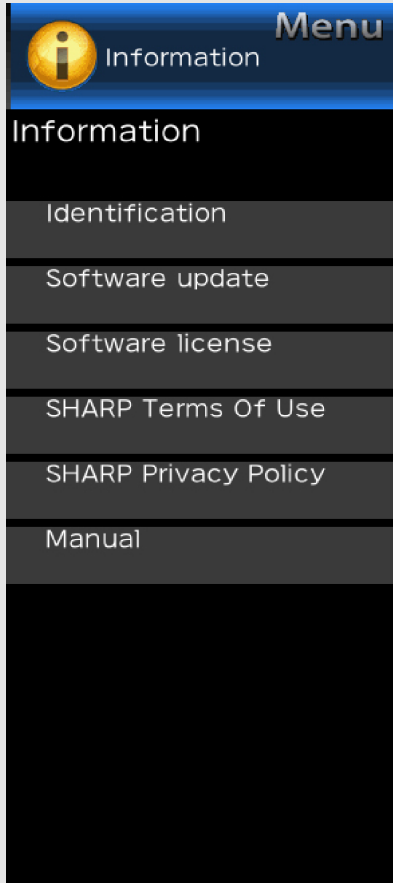 Menu
Information
Information
Identification
Software update
Software license
SHARP Terms Of Use
SHARP Privacy Policy
Manual